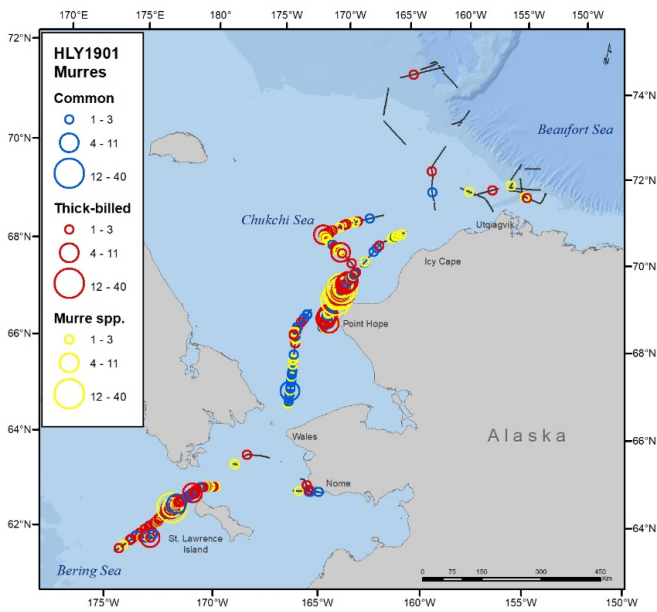 175°E 180° 175°W 170°W 165°W 160°W 155°W 150°W
72°N
70°N
68°N
66°N
64°N
62°N
HLY1901
Murres
Common
1 - 3
4 - 11
12 - 40
Thick-billed
1 - 3
4 - 11
12 - 40
Murre spp.
1 - 3
4 - 11
12 - 40
N
74°N
72°N
70°N
68°N
66°N
64°N
Beaufort Sea
Chukchi Sea
Utqiagvik
Icy Cape
Point Hope
Wales
Alaska
Nome
St. Lawrence
Island
Bering Sea
0 75 150 300 450
Km
175°W 170°W 165°W 160°W 155°W 150°W